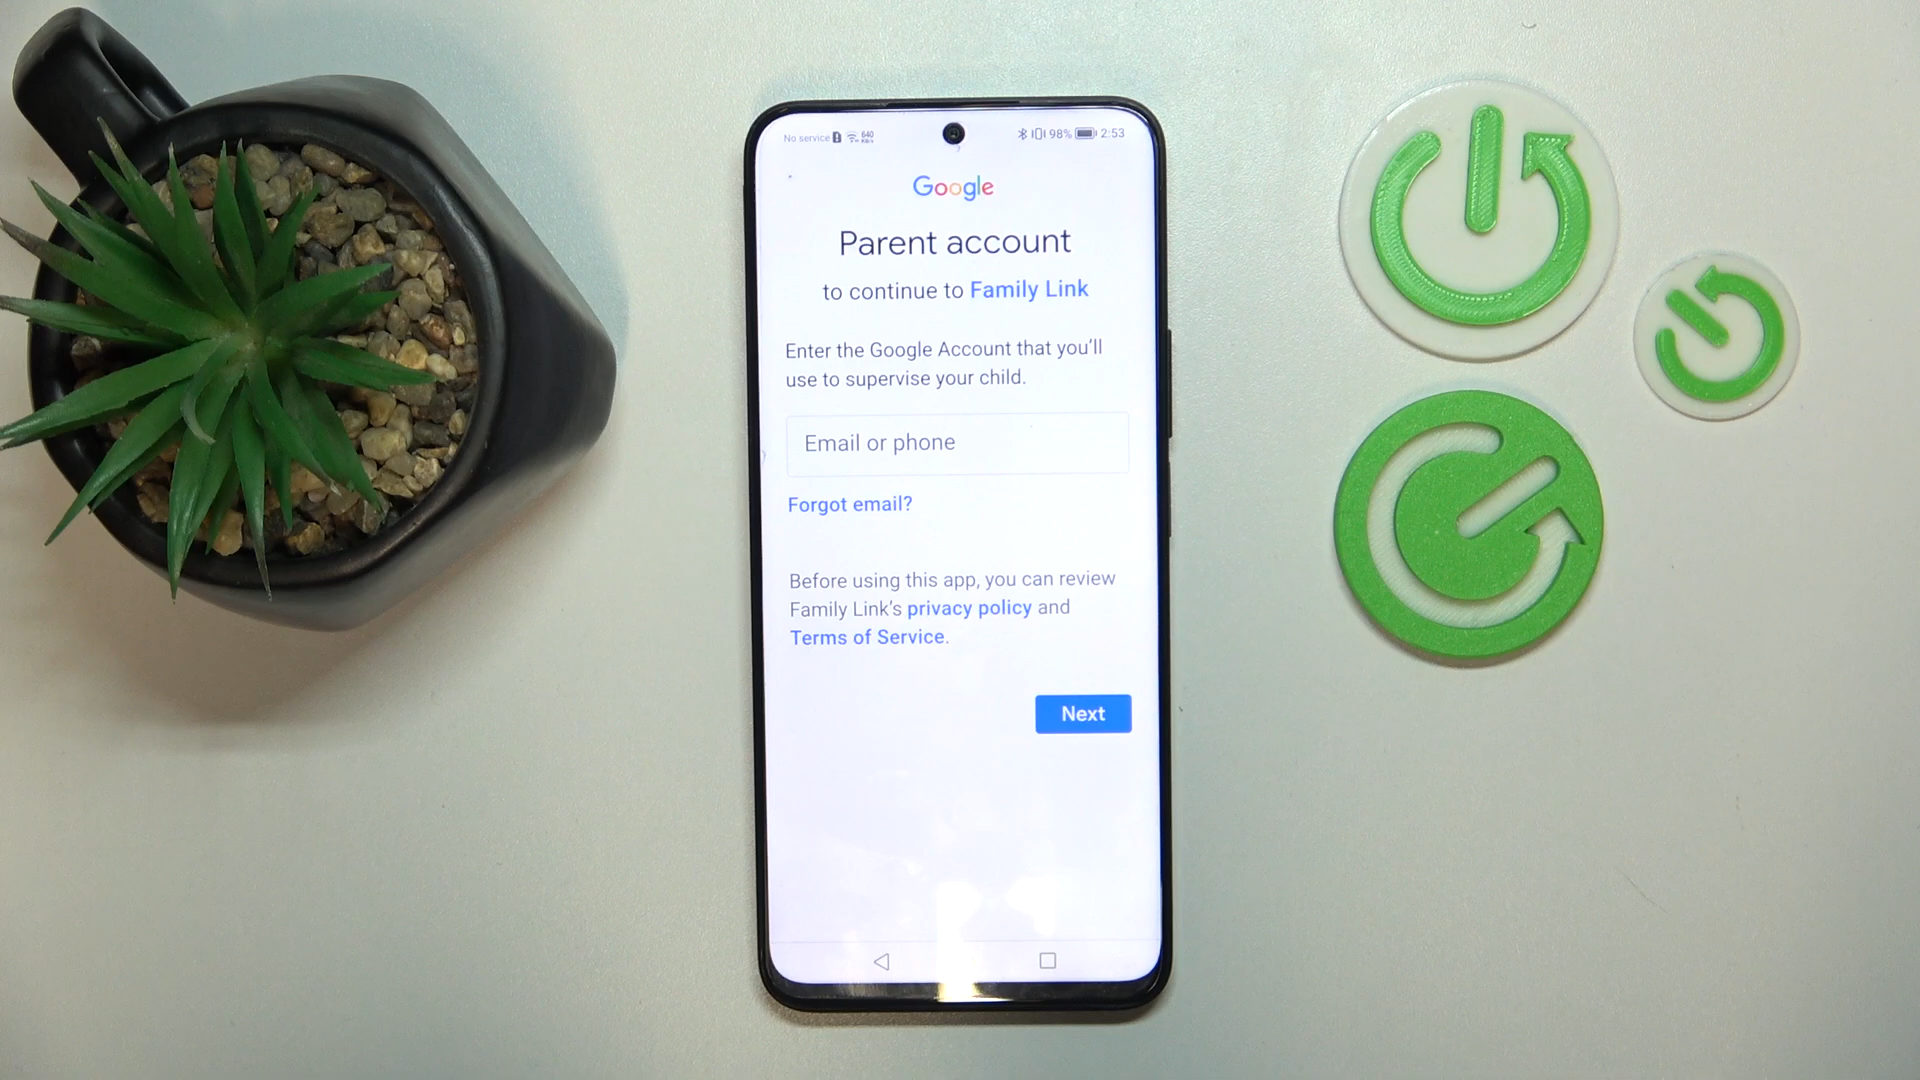 No service 640 KB/s 98% 2:53
Google
Parent account
to continue to Family Link
Enter the Google Account that you'll
use to supervise your child.
Email or phone
Forgot email?
Before using this app, you can review
Family Link's privacy policy and
Terms of Service.
Next